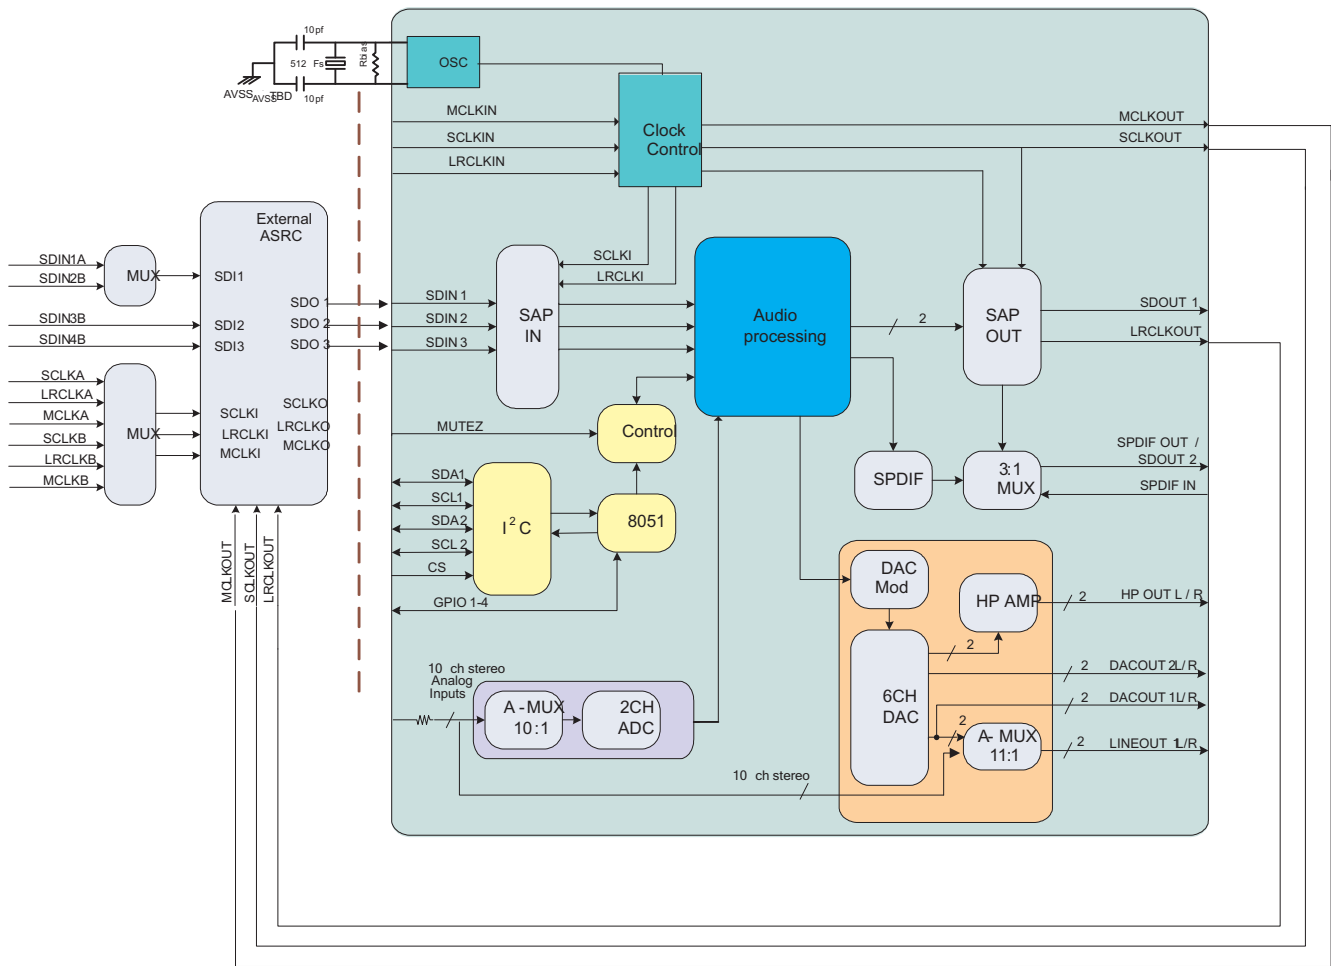 10pf
512 Fs
Rbias
OSC
AVSS
AVSS
TBD
10pf
MCLKIN
SCLKIN
LRCLKIN
Clock
Control
MCLKOUT
SCLKOUT
External
ASRC
SDIN1A
SDIN2B
MUX
SDI1
SDIN3B
SDIN4B
SDI2
SDI3
SDO 1
SDO 2
SDO 3
SDIN 1
SDIN 2
SDIN 3
SAP
IN
SCLKI
LRCLKI
Audio
processing
2
SAP
OUT
SDOUT 1
LRCLKOUT
SCLKA
LRCLKA
MCLKA
SCLKB
LRCLKB
MCLKB
MUX
SCLKI
LRCLKI
MCLKI
SCLKO
LRCLKO
MCLKO
MUTEZ
Control
SDA1
SCL1
SDA2
SCL2
CS
GPIO 1-4
I²C
8051
SPDIF
3:1
MUX
SPDIF OUT /
SDOUT 2
SPDIF IN
MCLKOUT
SCLKOUT
LRCLKOUT
DAC
Mod
HP AMP
2
HP OUT L / R
2
6CH
DAC
2
DACOUT 2L/ R
2
DACOUT 1L/ R
2
A- MUX
11:1
2
LINEOUT 1L/R
10 ch stereo
Analog
Inputs
A -MUX
10:1
2CH
ADC
10 ch stereo